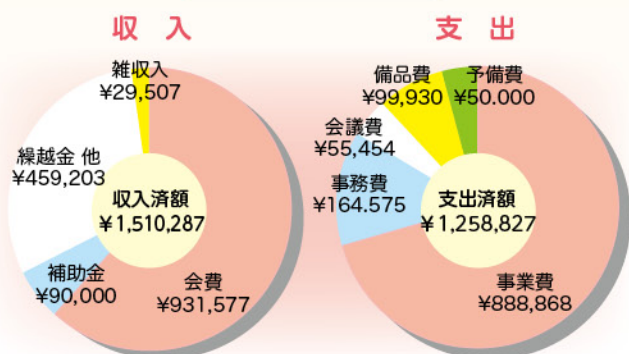 収入
雑収入
¥29,507
繰越金 他
¥459,203
収入済額
¥1,510,287
補助金
¥90,000
会費
¥931,577
支出
備品費
¥99,930
予備費
¥50.000
会議費
¥55,454
事務費
¥164.575
支出済額
¥1,258,827
事業費
¥888,868